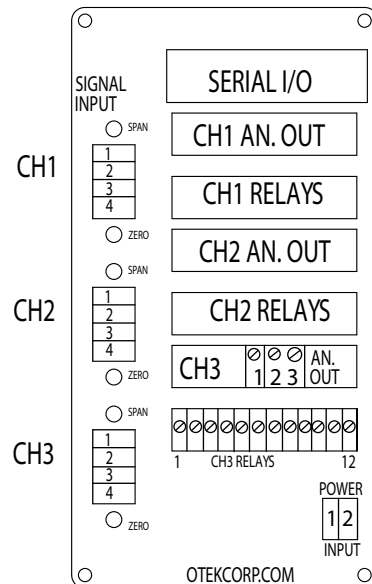 SERIAL I/O
SIGNAL
INPUT
SPAN
CH1 AN. OUT
CH1
1
2
3
4
CH1 RELAYS
ZERO
CH2 AN. OUT
SPAN
CH2
1
2
3
4
CH2 RELAYS
ZERO
CH3
1 2 3
AN.
OUT
SPAN
CH3
1
2
3
4
1 CH3 RELAYS 12
ZERO
POWER
1 2
INPUT
OTEKCORP.COM